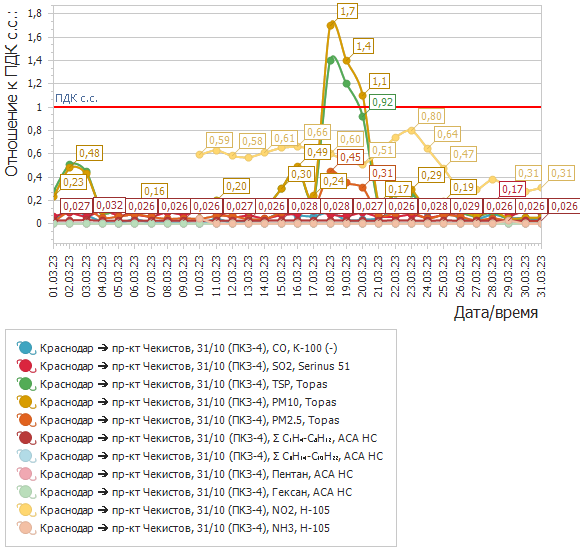 Отношение к ПДК с.с.:
1,8
1,6
1,4
1,2
1
0,8
0,6
0,4
0,2
0
ПДК с.с.
1,7
1,4
1,1
0,92
0,80
0,59 0,58 0,61 0,66 0,60 0,64
0,48 0,49 0,45 0,51 0,47
0,23 0,16 0,20 0,30 0,24 0,31 0,17 0,29 0,19 0,17 0,31 0,31
0,027 0,032 0,026 0,026 0,026 0,026 0,028 0,028 0,027 0,026 0,028 0,029 0,026 0,026 0,026
01.03.23 02.03.23 03.03.23 04.03.23 05.03.23 06.03.23 07.03.23 08.03.23 09.03.23 10.03.23 11.03.23 12.03.23 13.03.23 14.03.23 15.03.23 16.03.23 17.03.23 18.03.23 19.03.23 20.03.23 21.03.23 22.03.23 23.03.23 24.03.23 25.03.23 26.03.23 27.03.23 28.03.23 29.03.23 30.03.23 31.03.23
Дата/время
Краснодар ➔ пр-кт Чекистов, 31/10 (ПКЗ-4), CO, К-100 (-)
Краснодар ➔ пр-кт Чекистов, 31/10 (ПКЗ-4), SO2, Serinus 51
Краснодар ➔ пр-кт Чекистов, 31/10 (ПКЗ-4), TSP, Topas
Краснодар ➔ пр-кт Чекистов, 31/10 (ПКЗ-4), PM10, Topas
Краснодар ➔ пр-кт Чекистов, 31/10 (ПКЗ-4), PM2.5, Topas
Краснодар ➔ пр-кт Чекистов, 31/10 (ПКЗ-4), Σ ACA HC
Краснодар ➔ пр-кт Чекистов, 31/10 (ПКЗ-4), Σ ACA HC
Краснодар ➔ пр-кт Чекистов, 31/10 (ПКЗ-4), Пентан, ACA HC
Краснодар ➔ пр-кт Чекистов, 31/10 (ПКЗ-4), Гексан, ACA HC
Краснодар ➔ пр-кт Чекистов, 31/10 (ПКЗ-4), NO2, Н-105
Краснодар ➔ пр-кт Чекистов, 31/10 (ПКЗ-4), NH3, Н-105